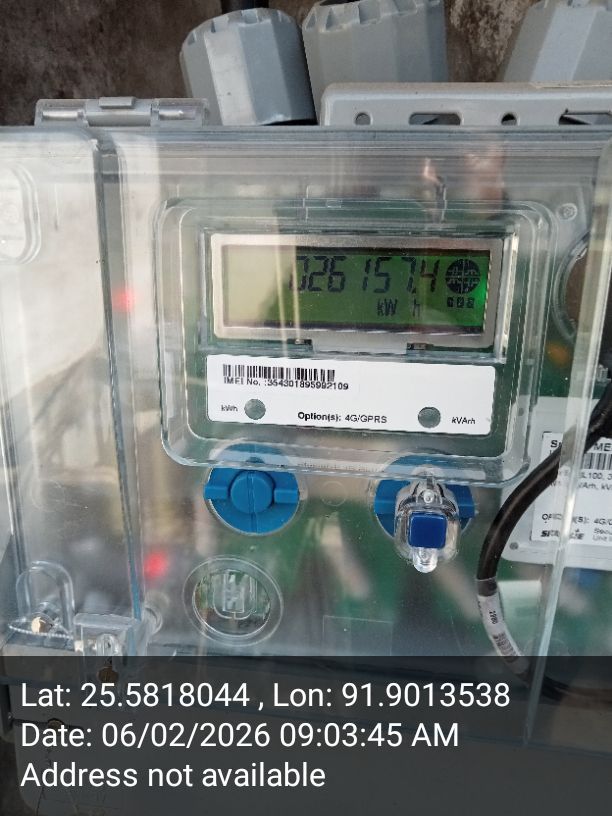 026157.4
kW h
IMEI No. :354301895992109
kWh
Option(s): 4G/GPRS
kVArh
Lat: 25.5818044 , Lon: 91.9013538
Date: 06/02/2026 09:03:45 AM
Address not available